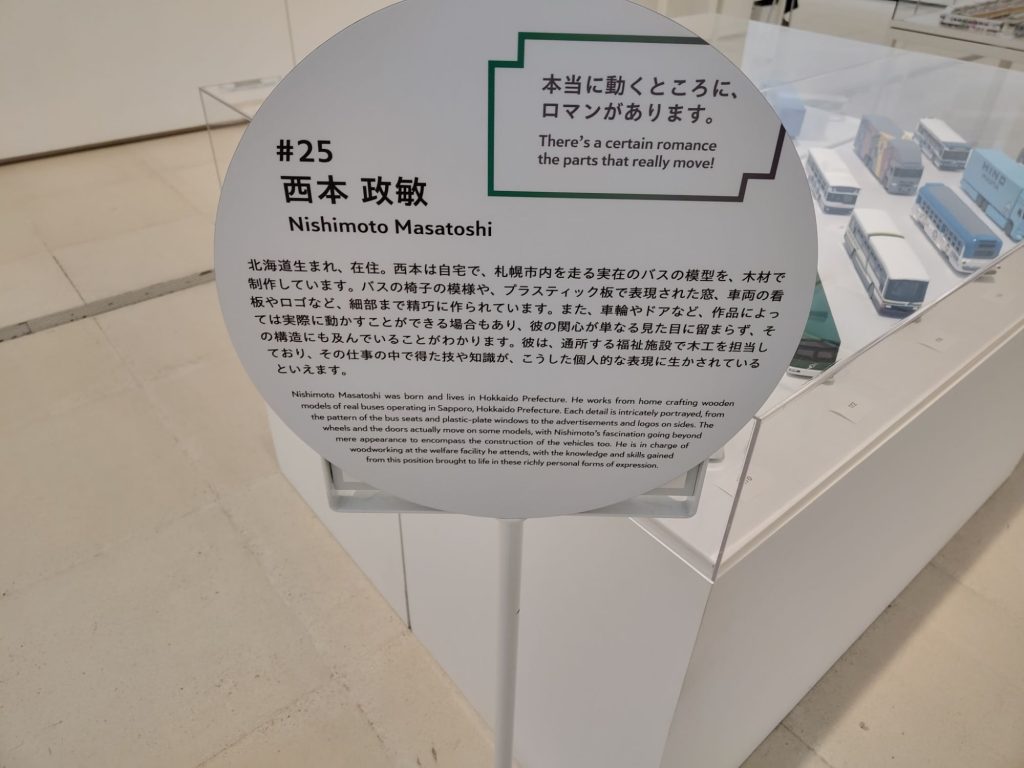 本当に動くところに、
ロマンがあります。
There's a certain romance
the parts that really move!
#25
西本 政敏
Nishimoto Masatoshi
北海道生まれ、在住。西本は自宅で、札幌市内を走る実在のバスの模型を、木材で
制作しています。バスの椅子の模様や、プラスティック板で表現された窓、車両の看
板やロゴなど、細部まで精巧に作られています。また、車輪やドアなど、作品によっ
ては実際に動かすことができる場合もあり、彼の関心が単なる見た目に留まらず、そ
の構造にも及んでいることがわかります。彼は、通所する福祉施設で木工を担当し
ており、その仕事の中で得た技や知識が、こうした個人的な表現に生かされている
といえます。
Nishimoto Masatoshi was born and lives in Hokkaido Prefecture. He works from home crafting wooden
models of real buses operating in Sapporo, Hokkaido Prefecture. Each detail is intricately portrayed, from
the pattern of the bus seats and plastic-plate windows to the advertisements and logos on sides. The
wheels and the doors actually move on some models, with Nishimoto's fascination going beyond
mere appearance to encompass the construction of the vehicles too. He is in charge of
woodworking at the welfare facility he attends, with the knowledge and skills gained
from this position brought to life in these richly personal forms of expression.